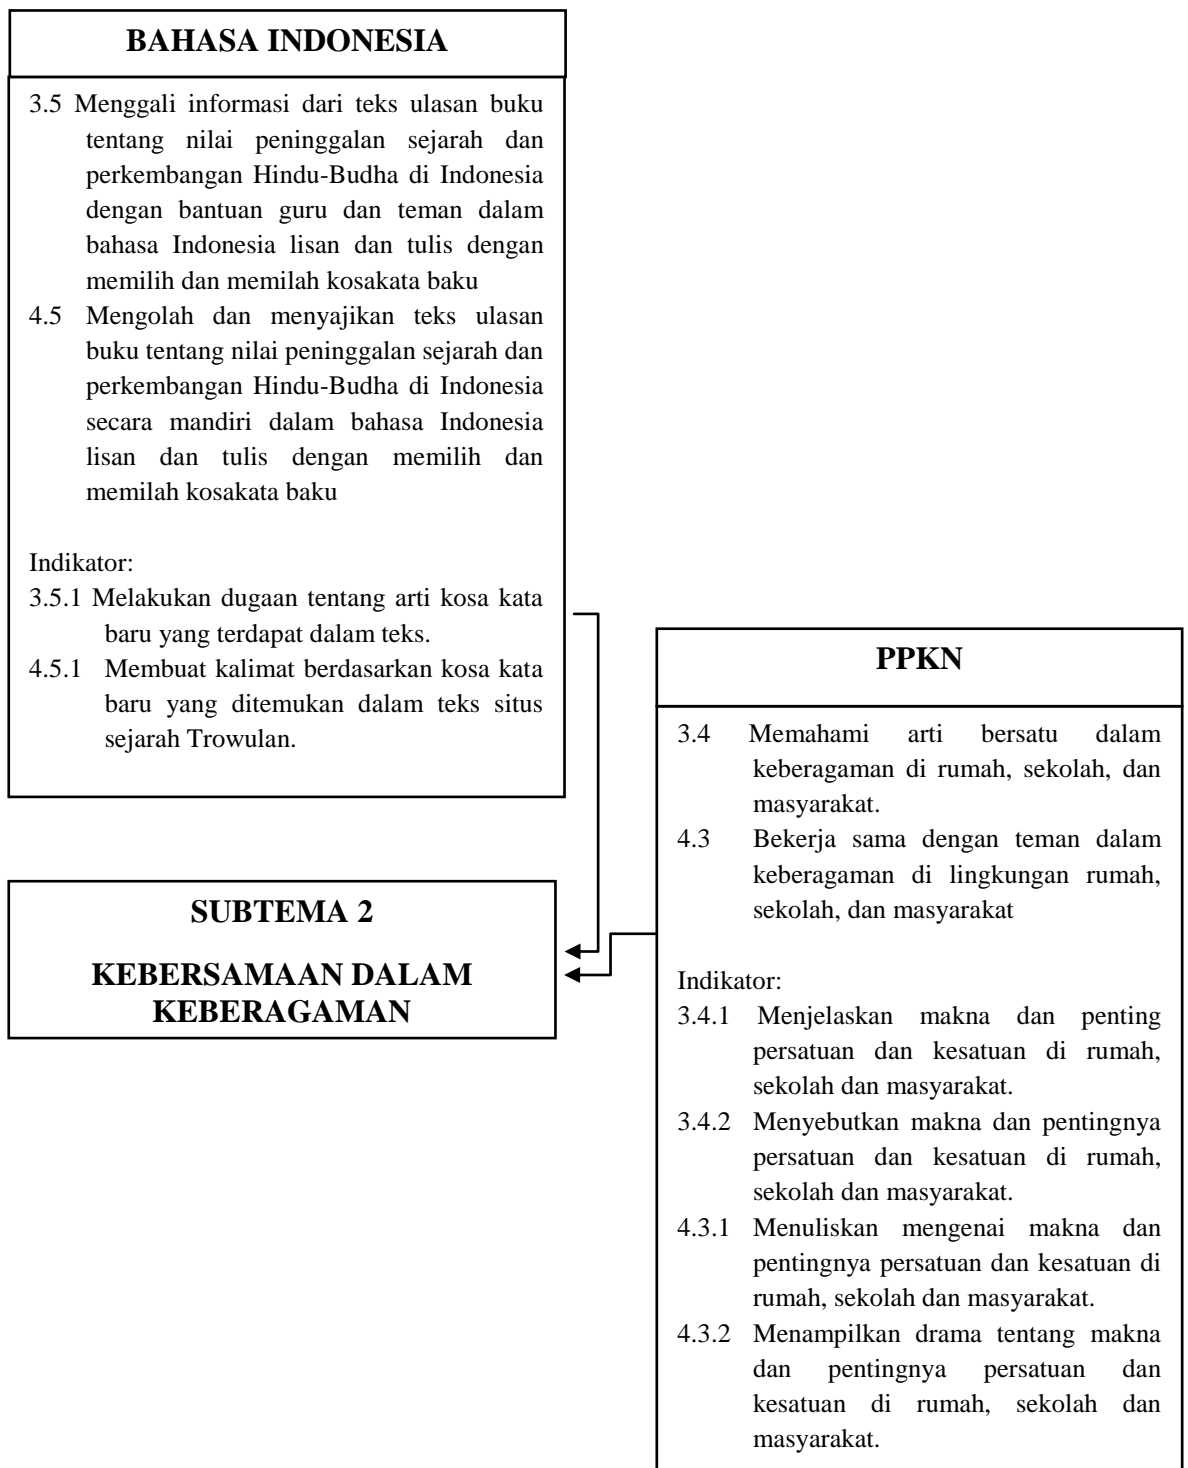 BAHASA INDONESIA
3.5 Menggali informasi dari teks ulasan buku
tentang nilai peninggalan sejarah dan
perkembangan Hindu-Budha di Indonesia
dengan bantuan guru dan teman dalam
bahasa Indonesia lisan dan tulis dengan
memilih dan memilah kosakata baku
4.5 Mengolah dan menyajikan teks ulasan
buku tentang nilai peninggalan sejarah dan
perkembangan Hindu-Budha di Indonesia
secara mandiri dalam bahasa Indonesia
lisan dan tulis dengan memilih dan
memilah kosakata baku
Indikator:
3.5.1 Melakukan dugaan tentang arti kosa kata
baru yang terdapat dalam teks.
4.5.1 Membuat kalimat berdasarkan kosa kata
baru yang ditemukan dalam teks situs
sejarah Trowulan.
SUBTEMA 2
KEBERSAMAAN DALAM
KEBERAGAMAN
PPKN
3.4 Memahami arti bersatu dalam
keberagaman di rumah, sekolah, dan
masyarakat.
4.3 Bekerja sama dengan teman dalam
keberagaman di lingkungan rumah,
sekolah, dan masyarakat
Indikator:
3.4.1 Menjelaskan makna dan penting
persatuan dan kesatuan di rumah,
sekolah dan masyarakat.
3.4.2 Menyebutkan makna dan pentingnya
persatuan dan kesatuan di rumah,
sekolah dan masyarakat.
4.3.1 Menuliskan mengenai makna dan
pentingnya persatuan dan kesatuan di
rumah, sekolah dan masyarakat.
4.3.2 Menampilkan drama tentang makna
dan pentingnya persatuan dan
kesatuan di rumah, sekolah dan
masyarakat.